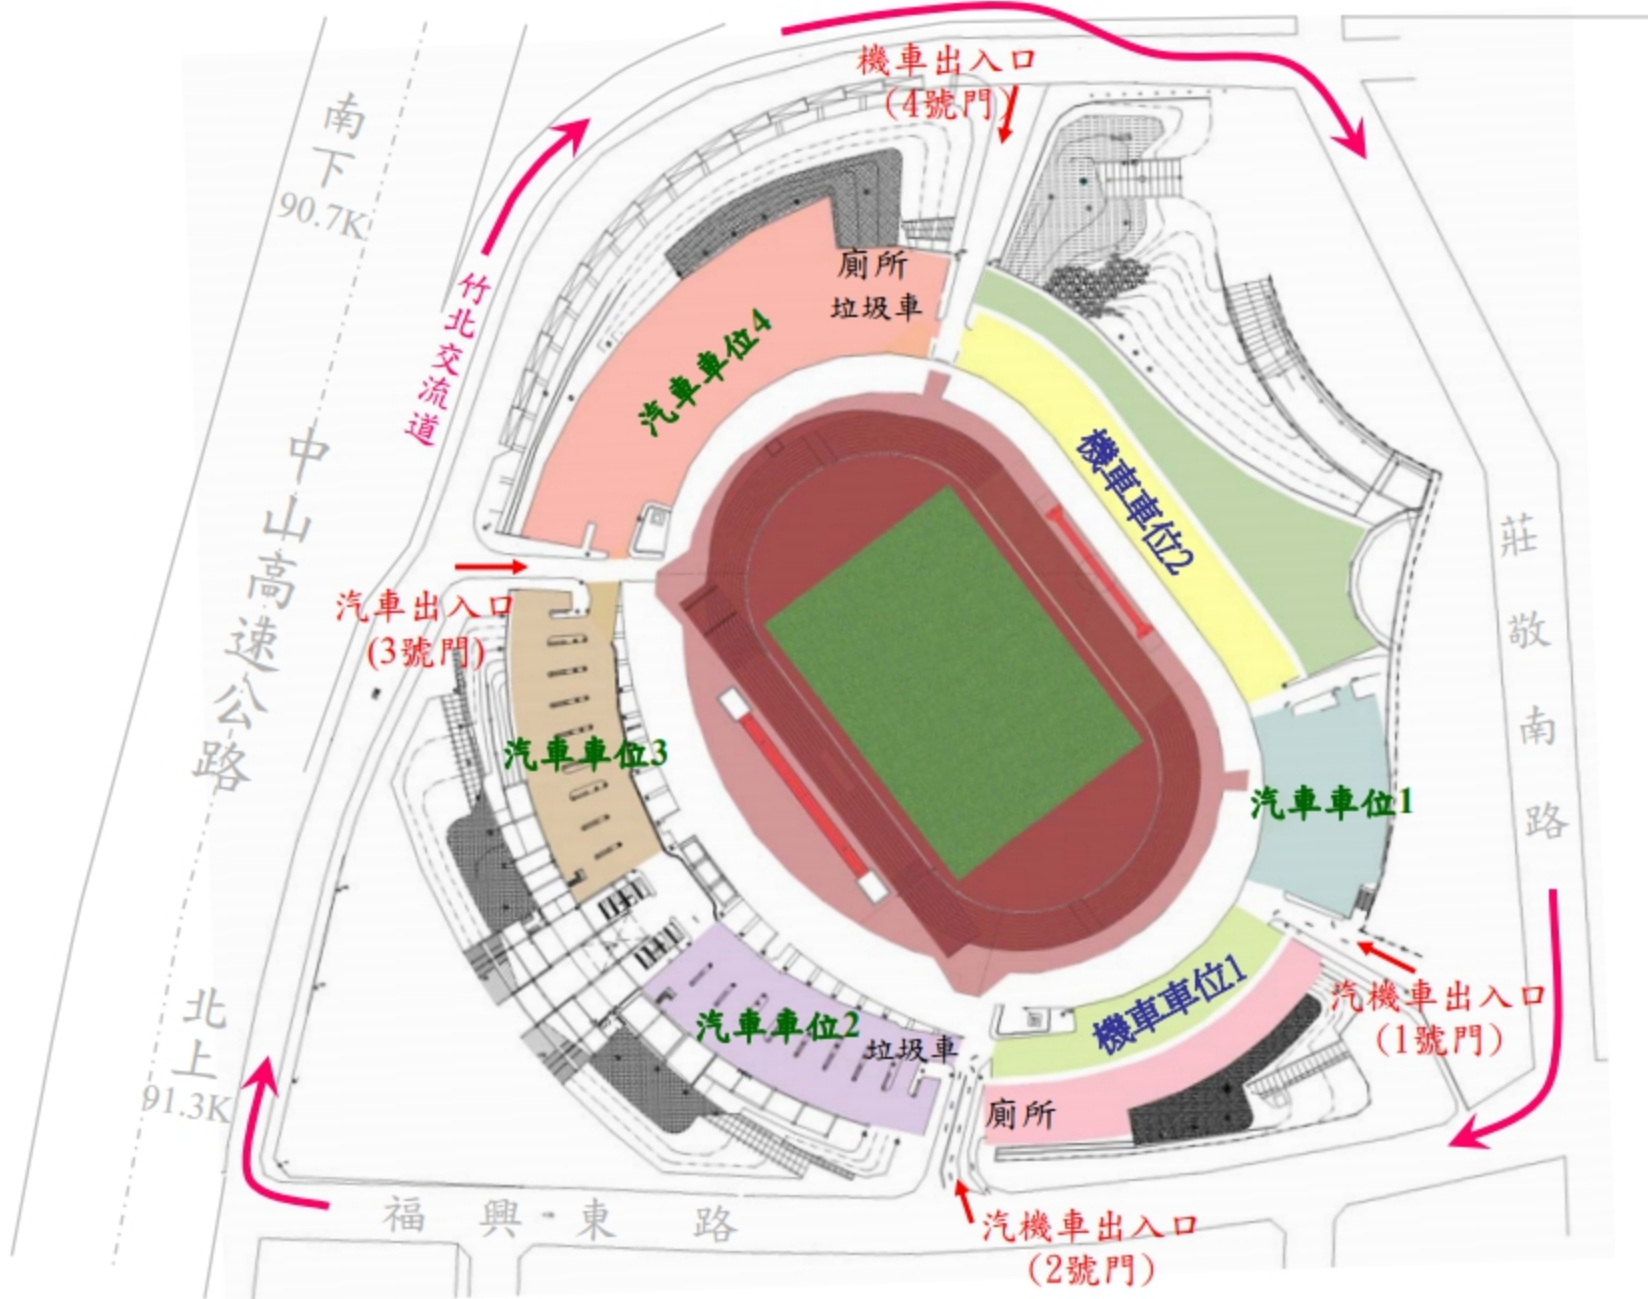 機車出入口
(4號門)
南下
90.7K
竹北交流道
廁所
垃圾車
汽車車位4
機車車位2
中山高速公路
莊敬南路
汽車出入口
(3號門)
汽車車位3
汽車車位1
機車車位1
汽機車出入口
(1號門)
北上
91.3K
汽車車位2
垃圾車
廁所
福興東路
汽機車出入口
(2號門)